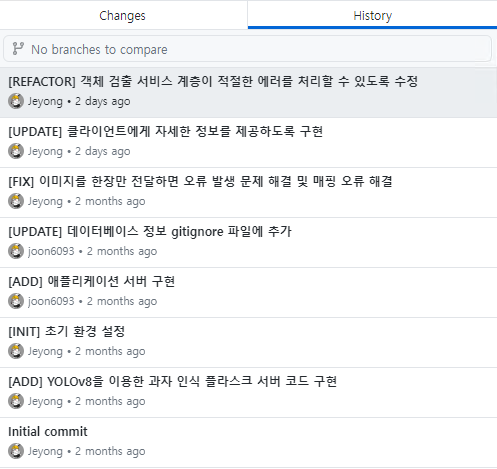 Changes
History
No branches to compare
[REFACTOR] 객체 검출 서비스 계층이 적절한 에러를 처리할 수 있도록 수정
Jeyong • 2 days ago
[UPDATE] 클라이언트에게 자세한 정보를 제공하도록 구현
Jeyong • 2 days ago
[FIX] 이미지를 한장만 전달하면 오류 발생 문제 해결 및 매핑 오류 해결
Jeyong • 2 months ago
[UPDATE] 데이터베이스 정보 gitignore 파일에 추가
joon6093 • 2 months ago
[ADD] 애플리케이션 서버 구현
joon6093 • 2 months ago
[INIT] 초기 환경 설정
Jeyong • 2 months ago
[ADD] YOLOv8을 이용한 과자 인식 플라스크 서버 코드 구현
Jeyong • 2 months ago
Initial commit
Jeyong • 2 months ago